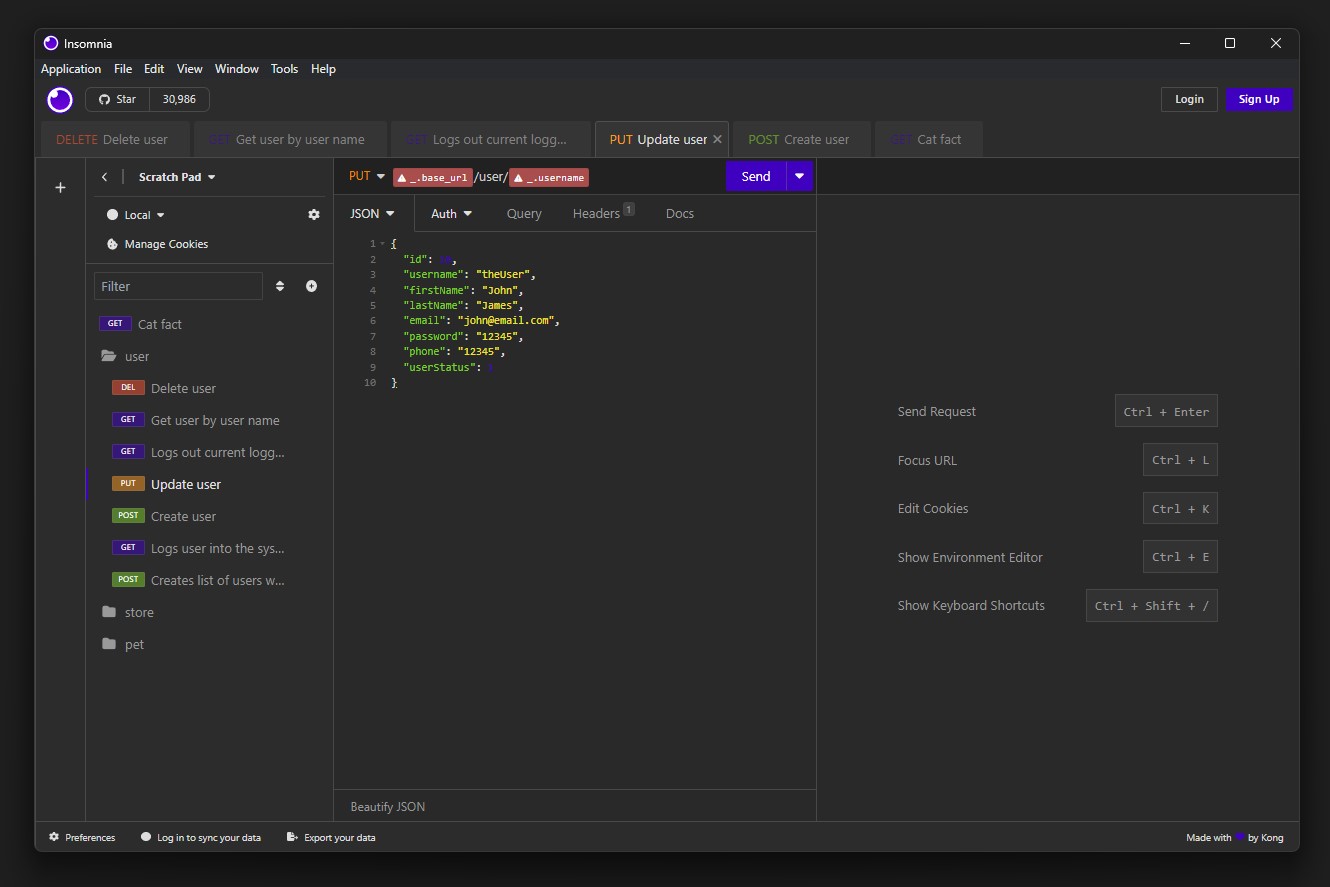 Insomnia
Application File Edit View Window Tools Help
Star 30,986 Login Sign Up
DELETE Delete user GET Get user by user name GET Logs out current logg... PUT Update user POST Create user GET Cat fact
Scratch Pad
Local
Manage Cookies
Filter
GET Cat fact
user
DEL Delete user
GET Get user by user name
GET Logs out current logg...
PUT Update user
POST Create user
GET Logs user into the sys...
POST Creates list of users w...
store
pet
PUT _.base_url /user/ _.username Send
JSON Auth Query Headers 1 Docs
1 {
2 "id": ,
3 "username": "theUser",
4 "firstName": "John",
5 "lastName": "James",
6 "email": "john@email.com",
7 "password": "12345",
8 "phone": "12345",
9 "userStatus":
10 }
Beautify JSON
Send Request Ctrl + Enter
Focus URL Ctrl + L
Edit Cookies Ctrl + K
Show Environment Editor Ctrl + E
Show Keyboard Shortcuts Ctrl + Shift + /
Preferences Log in to sync your data Export your data Made with by Kong